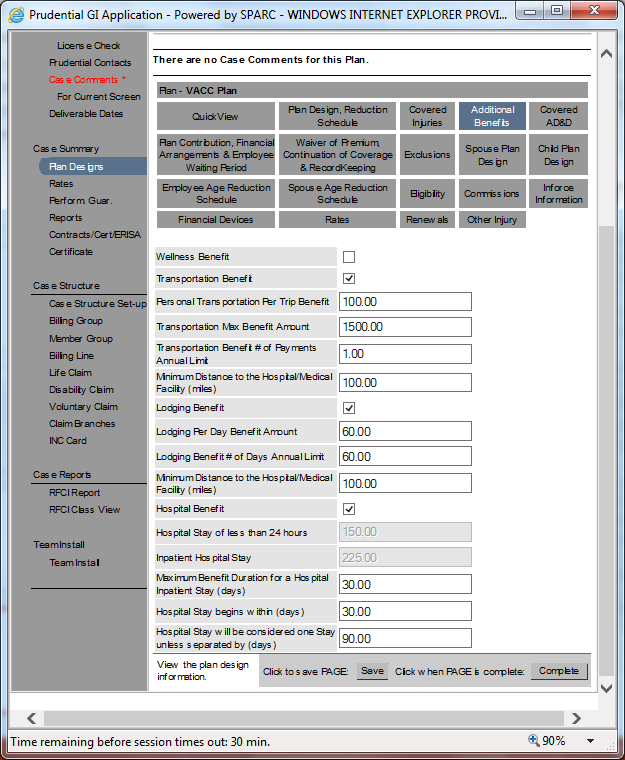 Prudential GI Application - Powered by SPARC - WINDOWS INTERNET EXPLORER PROVI...
License Check
Prudential Contacts
Case Comments *
For Current Screen
Deliverable Dates
Case Summary
Plan Designs
Rates
Perform Guar.
Reports
Contracts/Cert/ERISA
Certificate
Case Structure
Case Structure Set-up
Billing Group
Member Group
Billing Line
Life Claim
Disability Claim
Voluntary Claim
Claim Branches
INC Card
Case Reports
RFCI Report
RFCI Class View
Team Install
Team Install
There are no Case Comments for this Plan.
Plan - VACC Plan
QuickView
Plan Design, Reduction
Schedule
Covered
Injuries
Additional
Benefits
Covered
AD&D
Plan Contribution, Financial
Arrangements & Employee
Waiting Period
Waiver of Premium,
Continuation of Coverage
& RecordKeeping
Exclusions
Spouse Plan
Design
Child Plan
Design
Employee Age Reduction
Schedule
Spouse Age Reduction
Schedule
Eligibility
Commissions
Inforce
Information
Financial Devices
Rates
Renewals
Other Injury
Wellness Benefit
Transportation Benefit
Personal Transportation Per Trip Benefit 100.00
Transportation Max Benefit Amount 1500.00
Transportation Benefit # of Payments
Annual Limit 1.00
Minimum Distance to the Hospital/Medical
Facility (miles) 100.00
Lodging Benefit
Lodging Per Day Benefit Amount 60.00
Lodging Benefit # of Days Annual Limit 60.00
Minimum Distance to the Hospital/Medical
Facility (miles) 100.00
Hospital Benefit
Hospital Stay of less than 24 hours 150.00
Inpatient Hospital Stay 225.00
Maximum Benefit Duration for a Hospital
Inpatient Stay (days) 30.00
Hospital Stay begins within (days) 30.00
Hospital Stay will be considered one Stay
unless separated by (days) 90.00
View the plan design
information.
Click to save PAGE: Save Click when PAGE is complete: Complete
Time remaining before session times out: 30 min.
90%